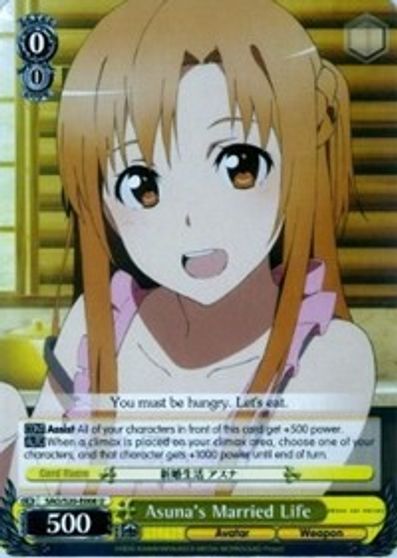 0
0
You must be hungry. Let's eat.
CONT Assist All of your characters in front of this card get +500 power.
AUTO When a climax is placed on your climax area, choose one of your
characters, and that character gets +1000 power until end of turn.
Card Name 新婚生活 アスナ
500
Asuna's Married Life
Avatar Weapon